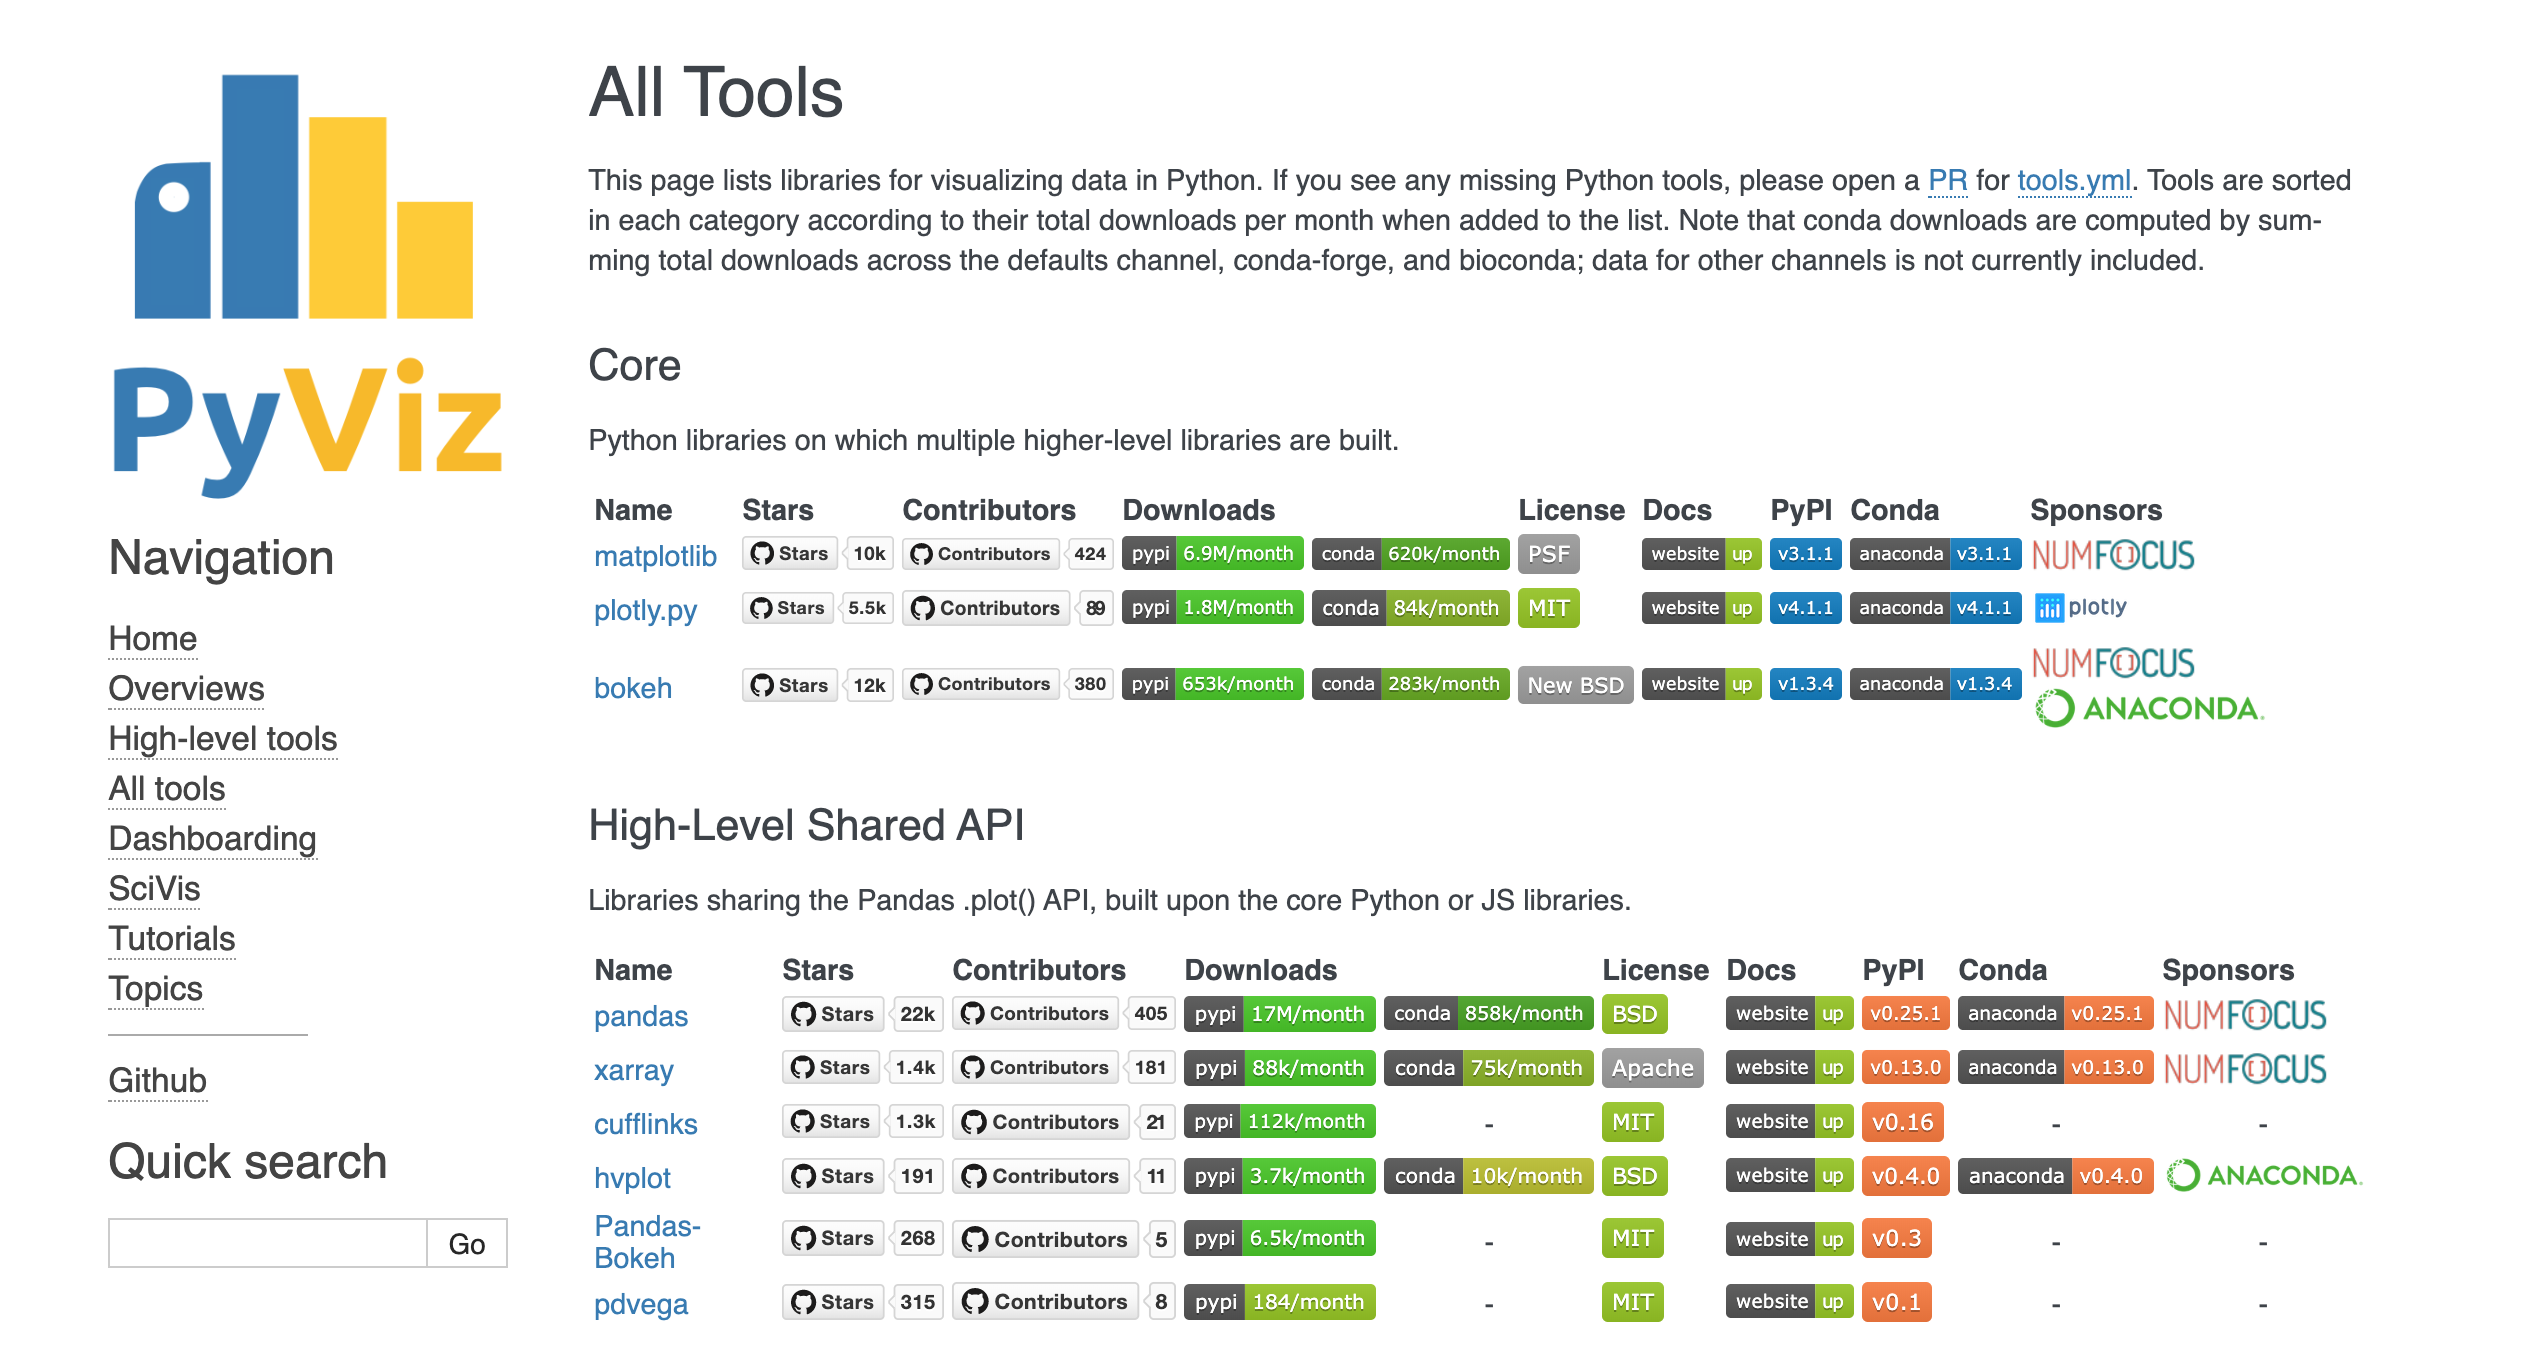 PyViz
Navigation
Home
Overviews
High-level tools
All tools
Dashboarding
SciVis
Tutorials
Topics
Github
Quick search
Go
All Tools
This page lists libraries for visualizing data in Python. If you see any missing Python tools, please open a PR for tools.yml. Tools are sorted
in each category according to their total downloads per month when added to the list. Note that conda downloads are computed by sum-
ming total downloads across the defaults channel, conda-forge, and bioconda; data for other channels is not currently included.
Core
Python libraries on which multiple higher-level libraries are built.
Name Stars Contributors Downloads License Docs PyPI Conda Sponsors
matplotlib Stars 10k Contributors 424 pypi 6.9M/month conda 620k/month PSF website up v3.1.1 anaconda v3.1.1 NUMFOCUS
plotly.py Stars 5.5k Contributors 89 pypi 1.8M/month conda 84k/month MIT website up v4.1.1 anaconda v4.1.1 plotly
bokeh Stars 12k Contributors 380 pypi 653k/month conda 283k/month New BSD website up v1.3.4 anaconda v1.3.4 NUMFOCUS
ANACONDA.
High-Level Shared API
Libraries sharing the Pandas .plot() API, built upon the core Python or JS libraries.
Name Stars Contributors Downloads License Docs PyPI Conda Sponsors
pandas Stars 22k Contributors 405 pypi 17M/month conda 858k/month BSD website up v0.25.1 anaconda v0.25.1 NUMFOCUS
xarray Stars 1.4k Contributors 181 pypi 88k/month conda 75k/month Apache website up v0.13.0 anaconda v0.13.0 NUMFOCUS
cufflinks Stars 1.3k Contributors 21 pypi 112k/month - MIT website up v0.16 - -
hvplot Stars 191 Contributors 11 pypi 3.7k/month conda 10k/month BSD website up v0.4.0 anaconda v0.4.0 ANACONDA.
Pandas-
Bokeh Stars 268 Contributors 5 pypi 6.5k/month - MIT website up v0.3 - -
pdvega Stars 315 Contributors 8 pypi 184/month - MIT website up v0.1 - -